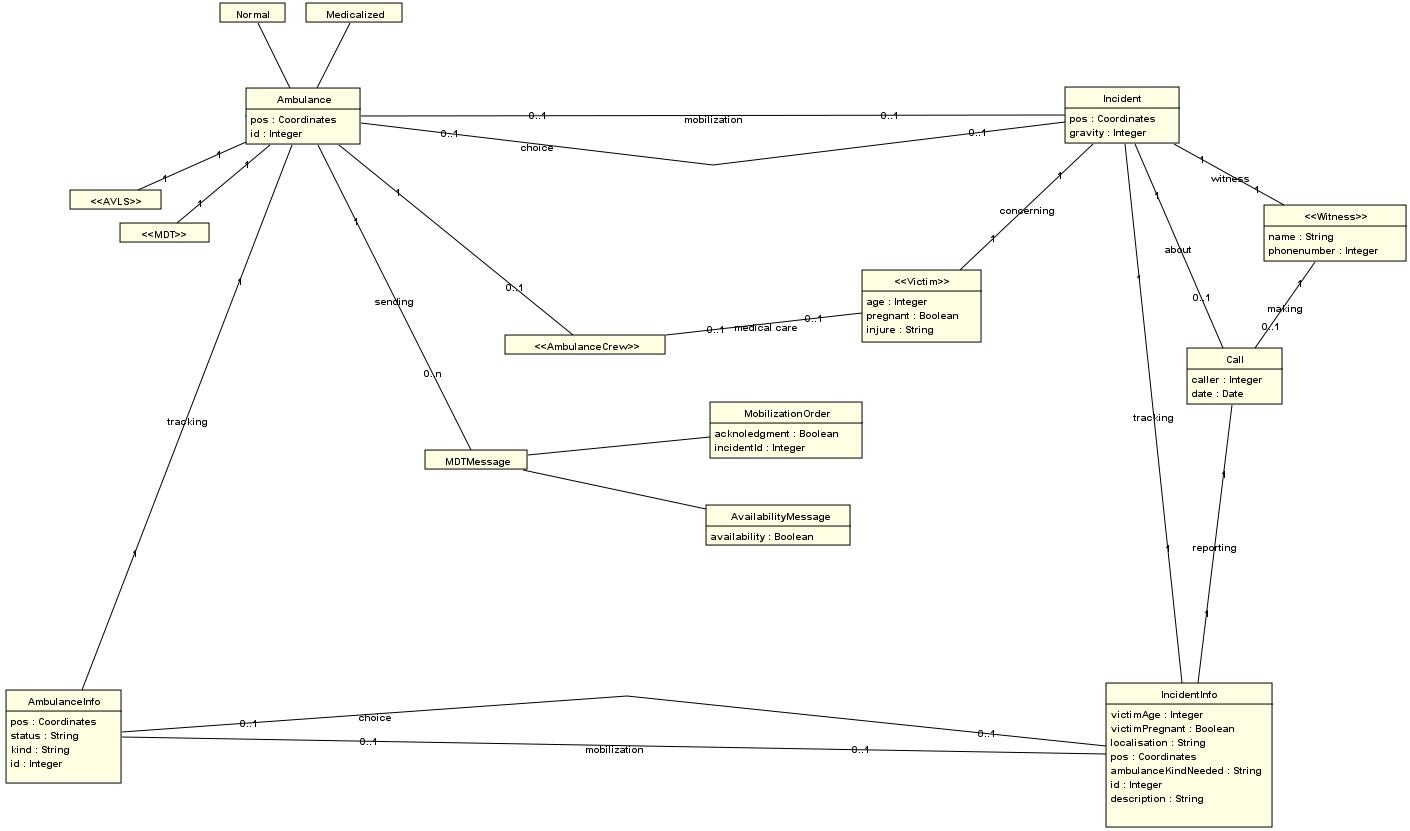 Normal
Medicalized
Ambulance
pos : Coordinates
id : Integer
Incident
pos : Coordinates
gravity : Integer
0..1
mobilization
0..1
0..1
choice
0..1
1
1
<<AVLS>>
1
1
<<MDT>>
1
tracking
1
1
sending
0..n
1
0..1
<<AmbulanceCrew>>
0..1
medical care
0..1
1
concerning
1
<<Victim>>
age : Integer
pregnant : Boolean
injure : String
1
witness
1
<<Witness>>
name : String
phonenumber : Integer
1
about
0..1
1
making
0..1
Call
caller : Integer
date : Date
1
tracking
1
1
reporting
1
MDTMessage
MobilizationOrder
acknoledgment : Boolean
incidentId : Integer
AvailabilityMessage
availability : Boolean
AmbulanceInfo
pos : Coordinates
status : String
kind : String
id : Integer
0..1
choice
0..1
0..1
mobilization
0..1
IncidentInfo
victimAge : Integer
victimPregnant : Boolean
localisation : String
pos : Coordinates
ambulanceKindNeeded : String
id : Integer
description : String